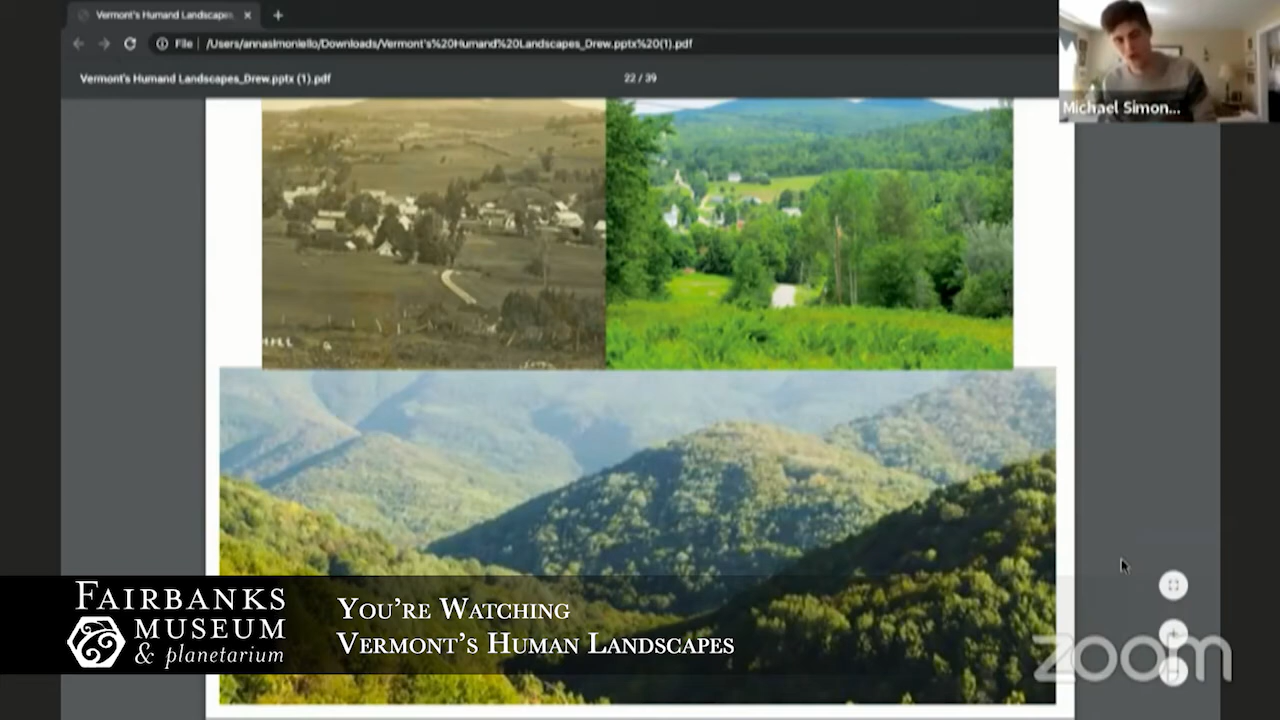 Vermont's Humand Landscape
File /Users/annasimoniello/Downloads/Vermont's%20Humand%20Landscapes_Drew.pptx%20(1).pdf
Vermont's Humand Landscapes_Drew.pptx (1).pdf
22 / 39
Michael Simon...
HILL
FAIRBANKS
MUSEUM
& planetarium
YOU'RE WATCHING
VERMONT'S HUMAN LANDSCAPES
zoom